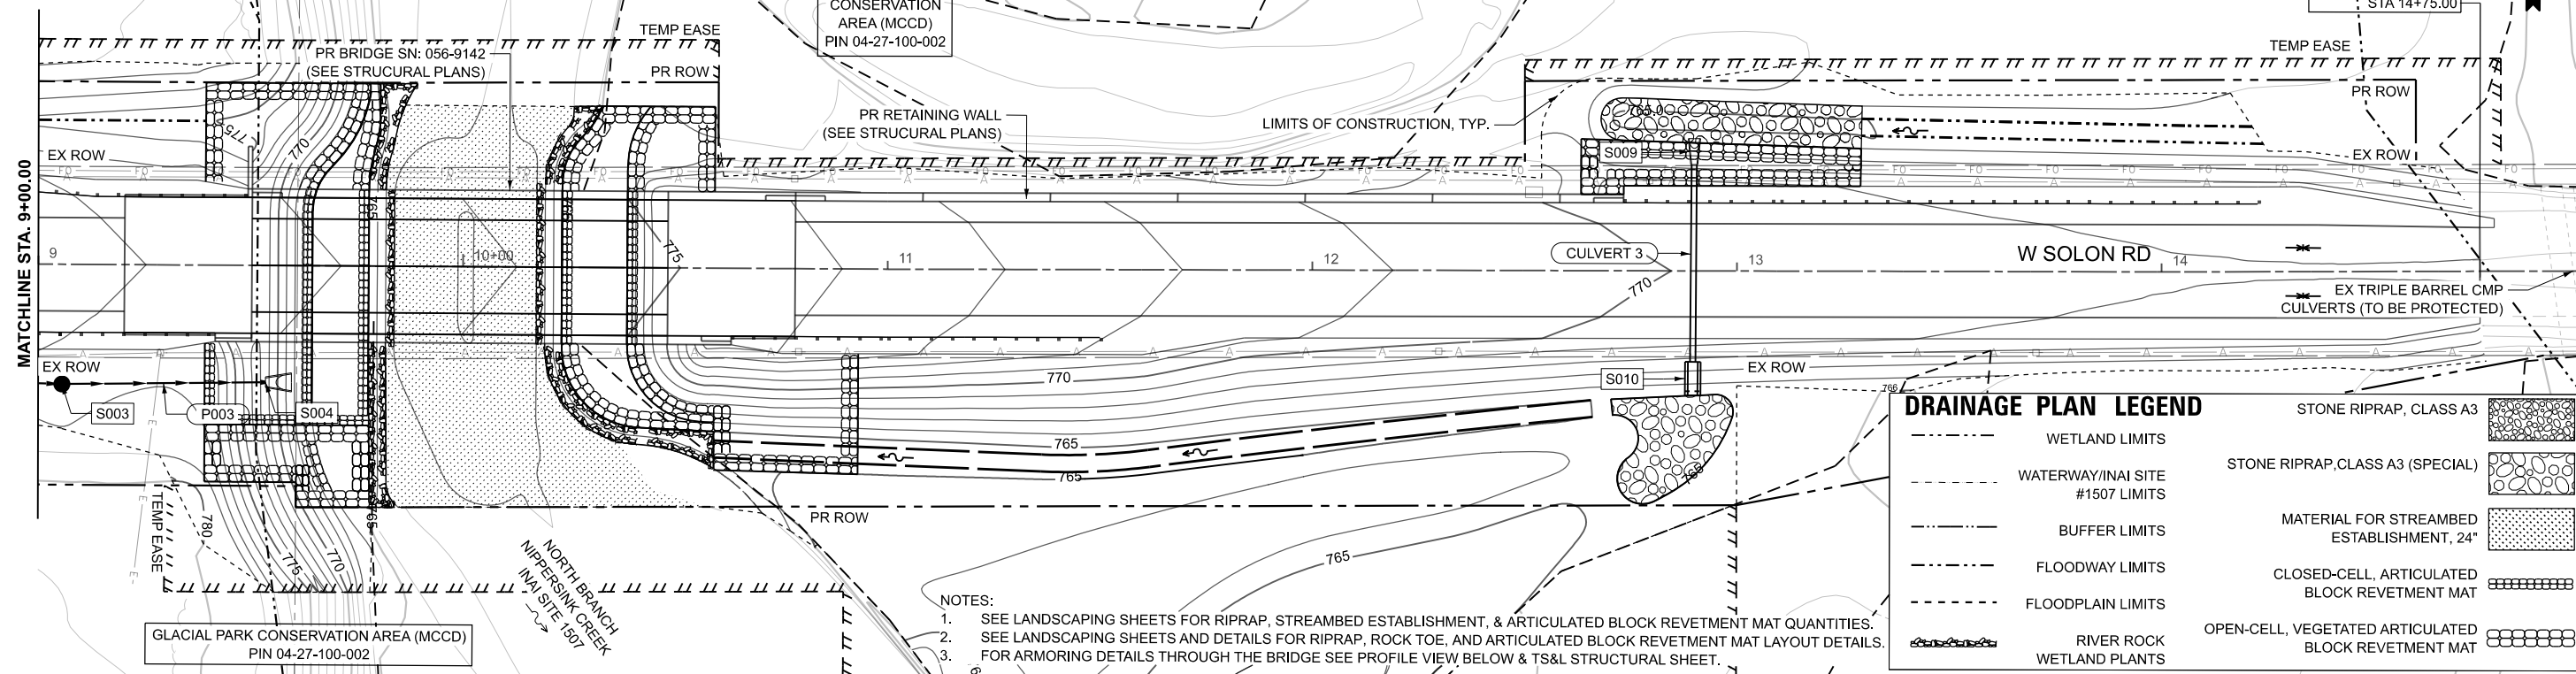 CONSERVATION
AREA (MCCD)
PIN 04-27-100-002
STA 14+75.00
TEMP EASE
PR BRIDGE SN: 056-9142
(SEE STRUCURAL PLANS)
PR ROW
TEMP EASE
PR ROW
PR RETAINING WALL
(SEE STRUCURAL PLANS)
LIMITS OF CONSTRUCTION, TYP.
765.0
775
770
EX ROW
S009
EX ROW
FO
A
MATCHLINE STA. 9+00.00
765
9
10+00
775
11
12
CULVERT 3
13
W SOLON RD
14
770
EX TRIPLE BARREL CMP
CULVERTS (TO BE PROTECTED)
EX ROW
S003
P003
S004
770
S010
EX ROW
766
765
765
765
765
PR ROW
TEMP EASE
780
775
770
765
NORTH BRANCH
NIPPERSINK CREEK
INAI SITE 1507
GLACIAL PARK CONSERVATION AREA (MCCD)
PIN 04-27-100-002
NOTES:
1. SEE LANDSCAPING SHEETS FOR RIPRAP, STREAMBED ESTABLISHMENT, & ARTICULATED BLOCK REVETMENT MAT QUANTITIES.
2. SEE LANDSCAPING SHEETS AND DETAILS FOR RIPRAP, ROCK TOE, AND ARTICULATED BLOCK REVETMENT MAT LAYOUT DETAILS.
3. FOR ARMORING DETAILS THROUGH THE BRIDGE SEE PROFILE VIEW BELOW & TS&L STRUCTURAL SHEET.
DRAINAGE PLAN LEGEND
WETLAND LIMITS
WATERWAY/INAI SITE
#1507 LIMITS
BUFFER LIMITS
FLOODWAY LIMITS
FLOODPLAIN LIMITS
RIVER ROCK
WETLAND PLANTS
STONE RIPRAP, CLASS A3
STONE RIPRAP,CLASS A3 (SPECIAL)
MATERIAL FOR STREAMBED
ESTABLISHMENT, 24"
CLOSED-CELL, ARTICULATED
BLOCK REVETMENT MAT
OPEN-CELL, VEGETATED ARTICULATED
BLOCK REVETMENT MAT